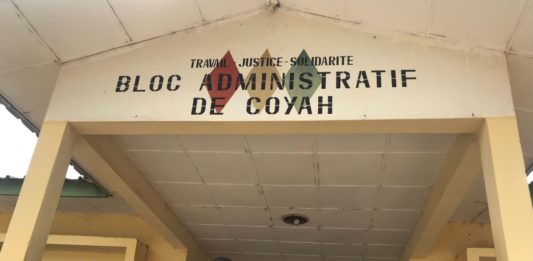 TRAVAIL - JUSTICE - SOLIDARITE
BLOC ADMINISTRATIF
DE COYAH